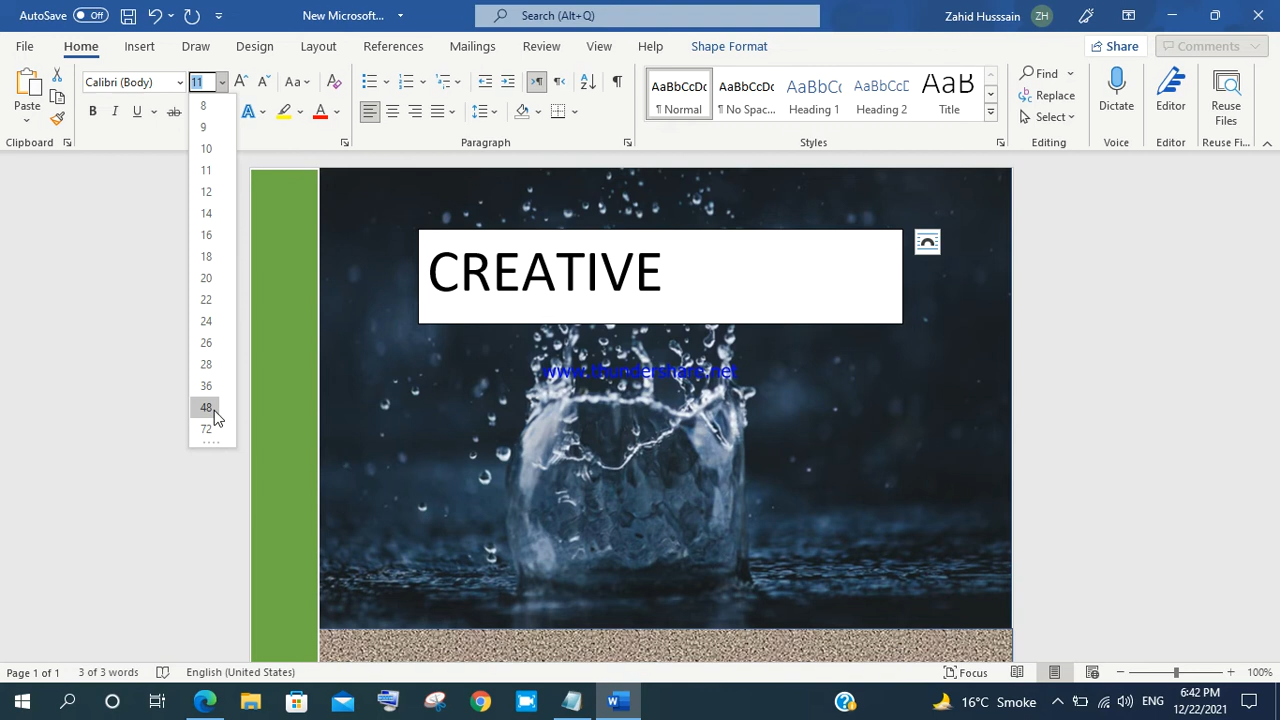 AutoSave Off New Microsoft... Search (Alt+Q) Zahid Husssain ZH
File Home Insert Draw Design Layout References Mailings Review View Help Shape Format Share Comments
Calibri (Body) 11 Aa
Paste B I U ab A A
AaBbCcDc AaBbCcDc AaBbCc AaBbCcD AaB
Normal No Spac... Heading 1 Heading 2 Title
Find
Replace
Select
Dictate Editor Reuse Files
Clipboard Paragraph Styles Editing Voice Editor Reuse Fi...
8
9
10
11
12
14
16
18
20
22
24
26
28
36
48
72
CREATIVE
www.thundershare.net
Page 1 of 1 3 of 3 words English (United States) Focus 100%
16°C Smoke ENG 6:42 PM
12/22/2021